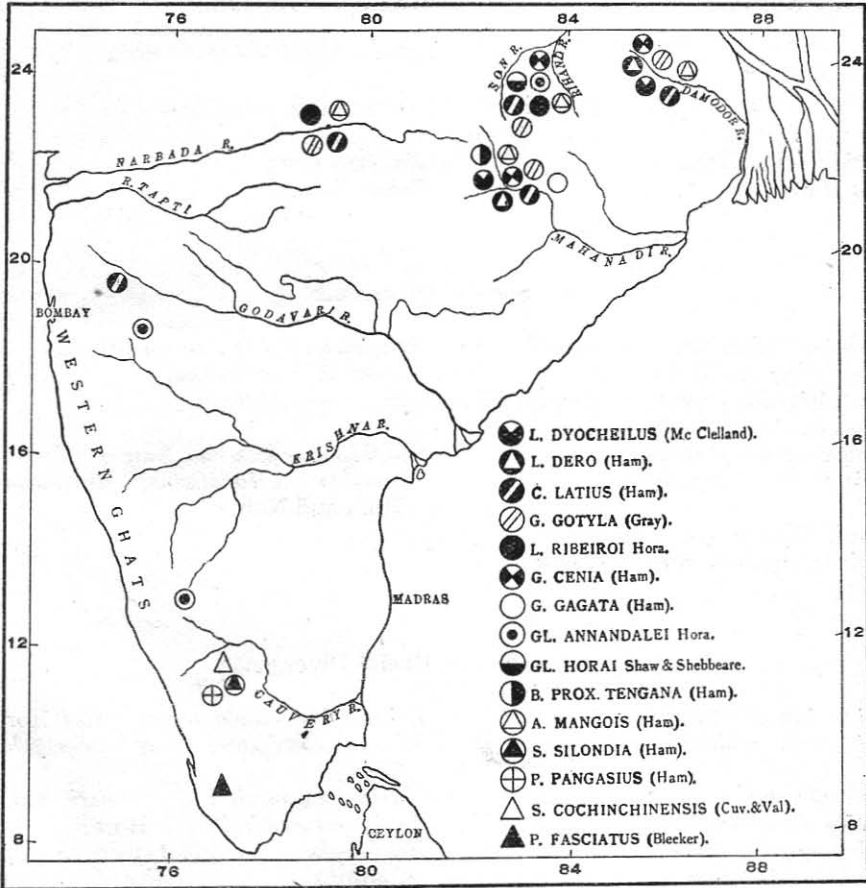 76 80 84 88
24 24
SON R.
RIHAND R.
DAMODOR R.
NARBADA R.
R. TAPTI
MAHANADI R.
20 20
BOMBAY
GODAVARI R.
WESTERN GHATS
KRISHNA R.
16 16
L. DYOCHEILUS (Mc Clelland).
L. DERO (Ham).
C. LATIUS (Ham).
G. GOTYLA (Gray).
L. RIBEIROI Hora.
G. CENIA (Ham).
MADRAS
G. GAGATA (Ham).
12 12
GL. ANNANDALEI Hora.
GL. HORAI Shaw & Shebbeare.
CAUVERY R.
B. PROX. TENGANA (Ham).
A. MANGOIS (Ham).
S. SILONDIA (Ham).
P. PANGASIUS (Ham).
S. COCHINCHINENSIS (Cuv.&Val).
CEYLON
P. FASCIATUS (Bleeker).
8 8
76 80 84 88